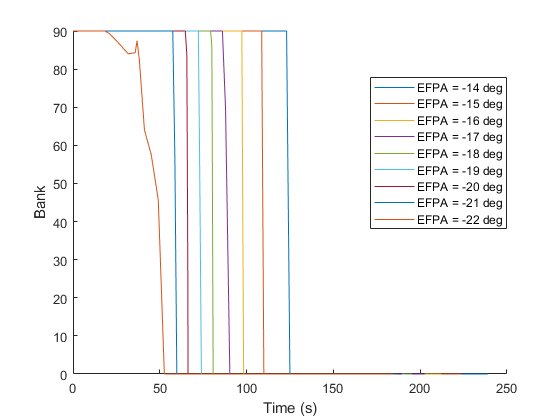 90
80
70
60
50
40
30
20
10
0
Bank
0 50 100 150 200 250
Time (s)
EFPA = -14 deg
EFPA = -15 deg
EFPA = -16 deg
EFPA = -17 deg
EFPA = -18 deg
EFPA = -19 deg
EFPA = -20 deg
EFPA = -21 deg
EFPA = -22 deg